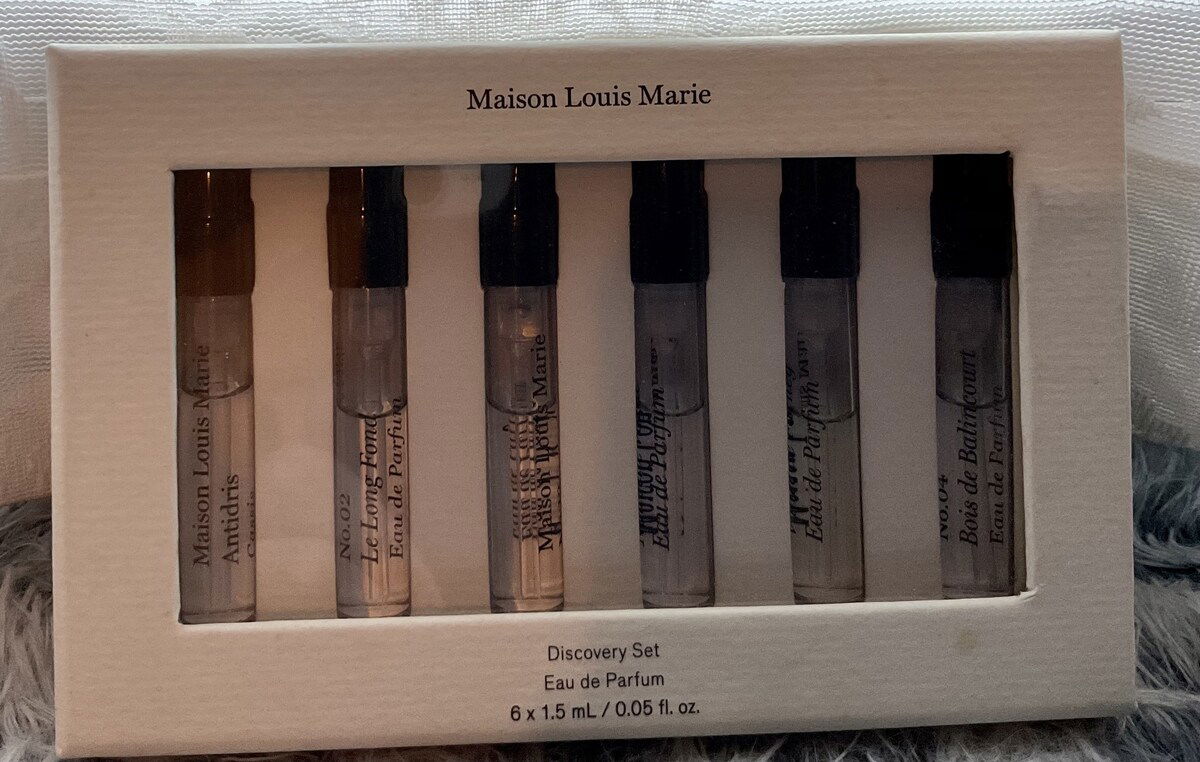 Maison Louis Marie
Maison Louis Marie
Antidris
Cassis
No.02
Le Long Fond
Eau de Parfum
Maison Louis Marie
Eau de Parfum
Eau de Parfum
No.04
Bois de Balincourt
Eau de Parfum
Discovery Set
Eau de Parfum
6 x 1.5 mL / 0.05 fl. oz.